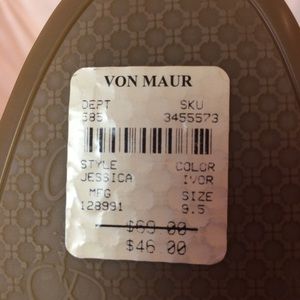 VON MAUR
DEPT SKU
585 3455573
STYLE COLOR
JESSICA IVOR
MFG SIZE
128991 9.5
$69.00
$46.00